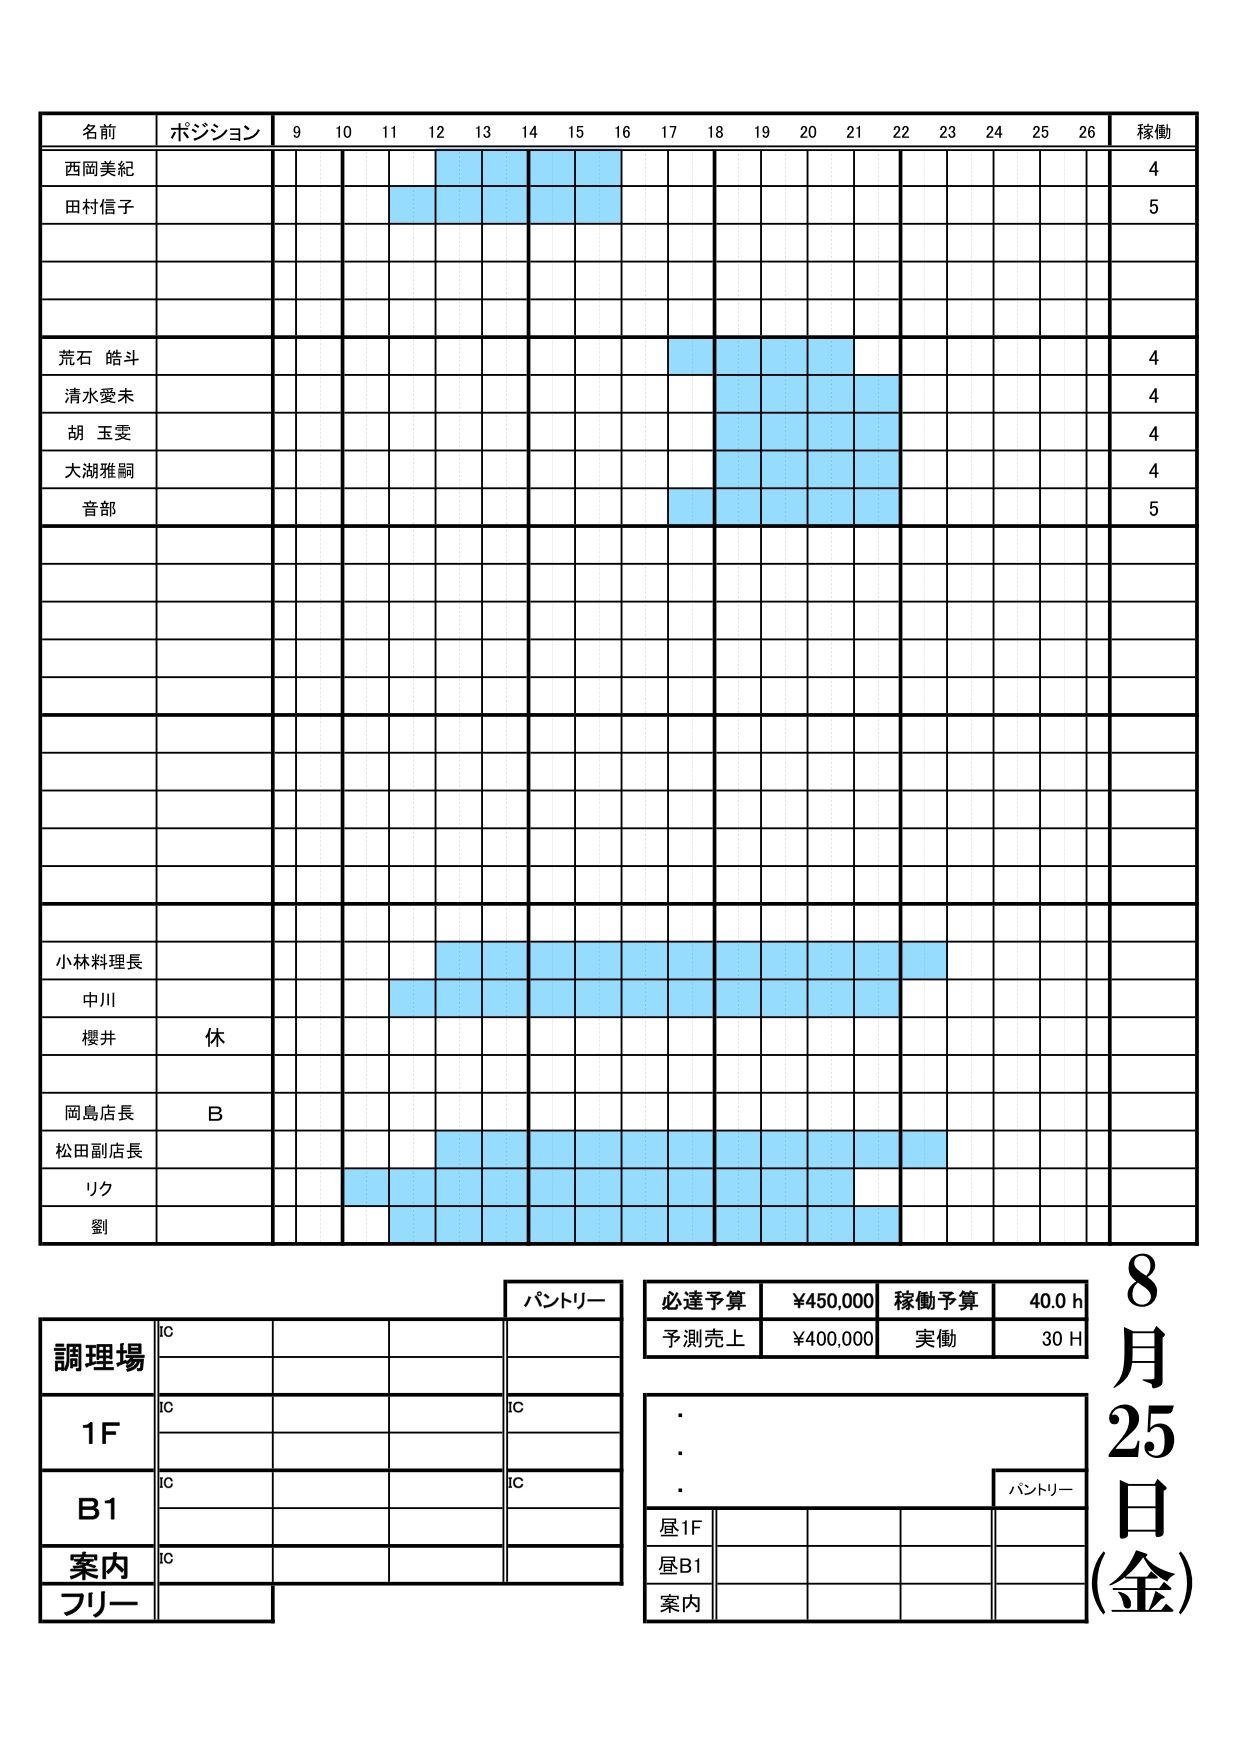 名前 ポジション 9 10 11 12 13 14 15 16 17 18 19 20 21 22 23 24 25 26 稼働
西岡美紀 4
田村信子 5
荒石 皓斗 4
清水愛未 4
胡 玉雯 4
大湖雅嗣 4
音部 5
小林料理長
中川
櫻井 休
岡島店長 B
松田副店長
リク
劉
パントリー
調理場 IC
1F IC IC
B1 IC IC
案内 IC
フリー
必達予算 ¥450,000 稼働予算 40.0 h
予測売上 ¥400,000 実働 30 H
・
・
・ パントリー
昼1F
昼B1
案内
8
月
25
日
(金)